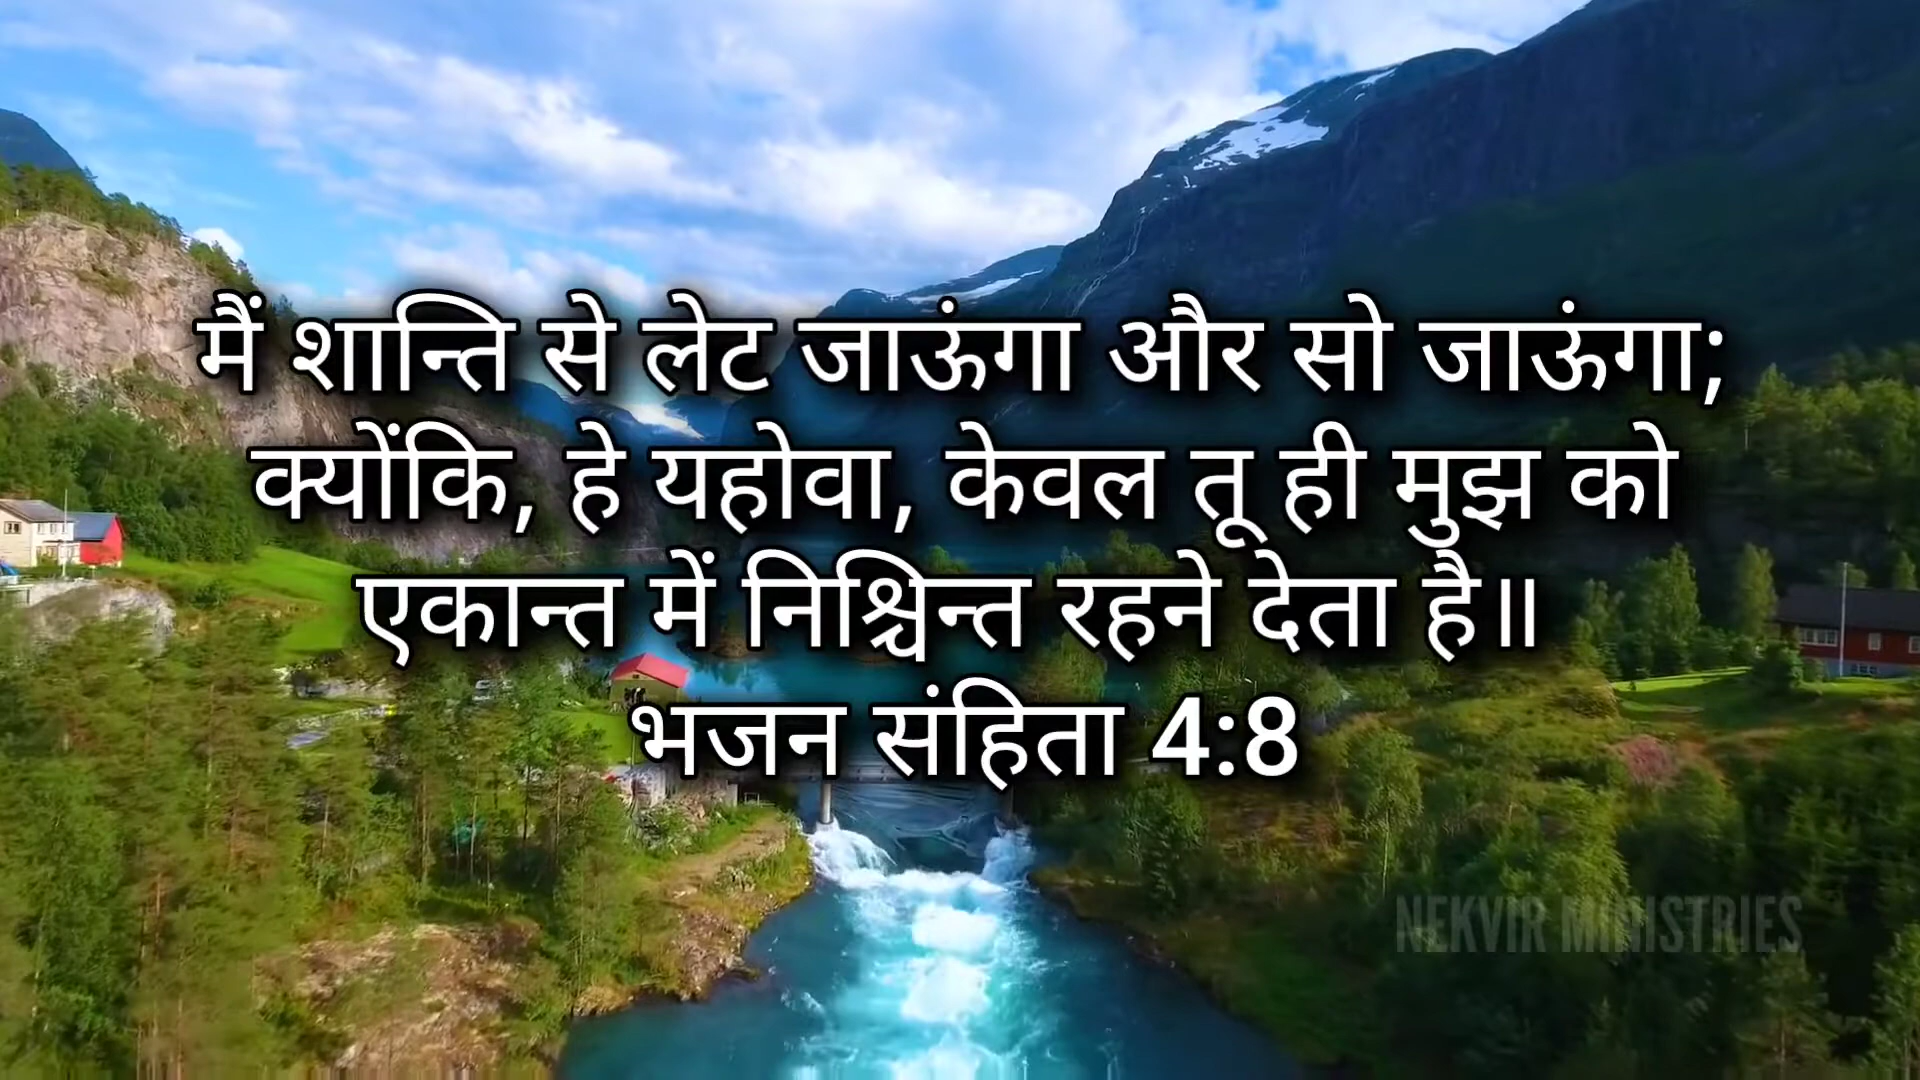 मैं शान्ति से लेट जाऊंगा और सो जाऊंगा;
क्योंकि, हे यहोवा, केवल तू ही मुझ को
एकान्त में निश्चिन्त रहने देता है॥
भजन संहिता 4:8
NEKVIR MINISTRIES